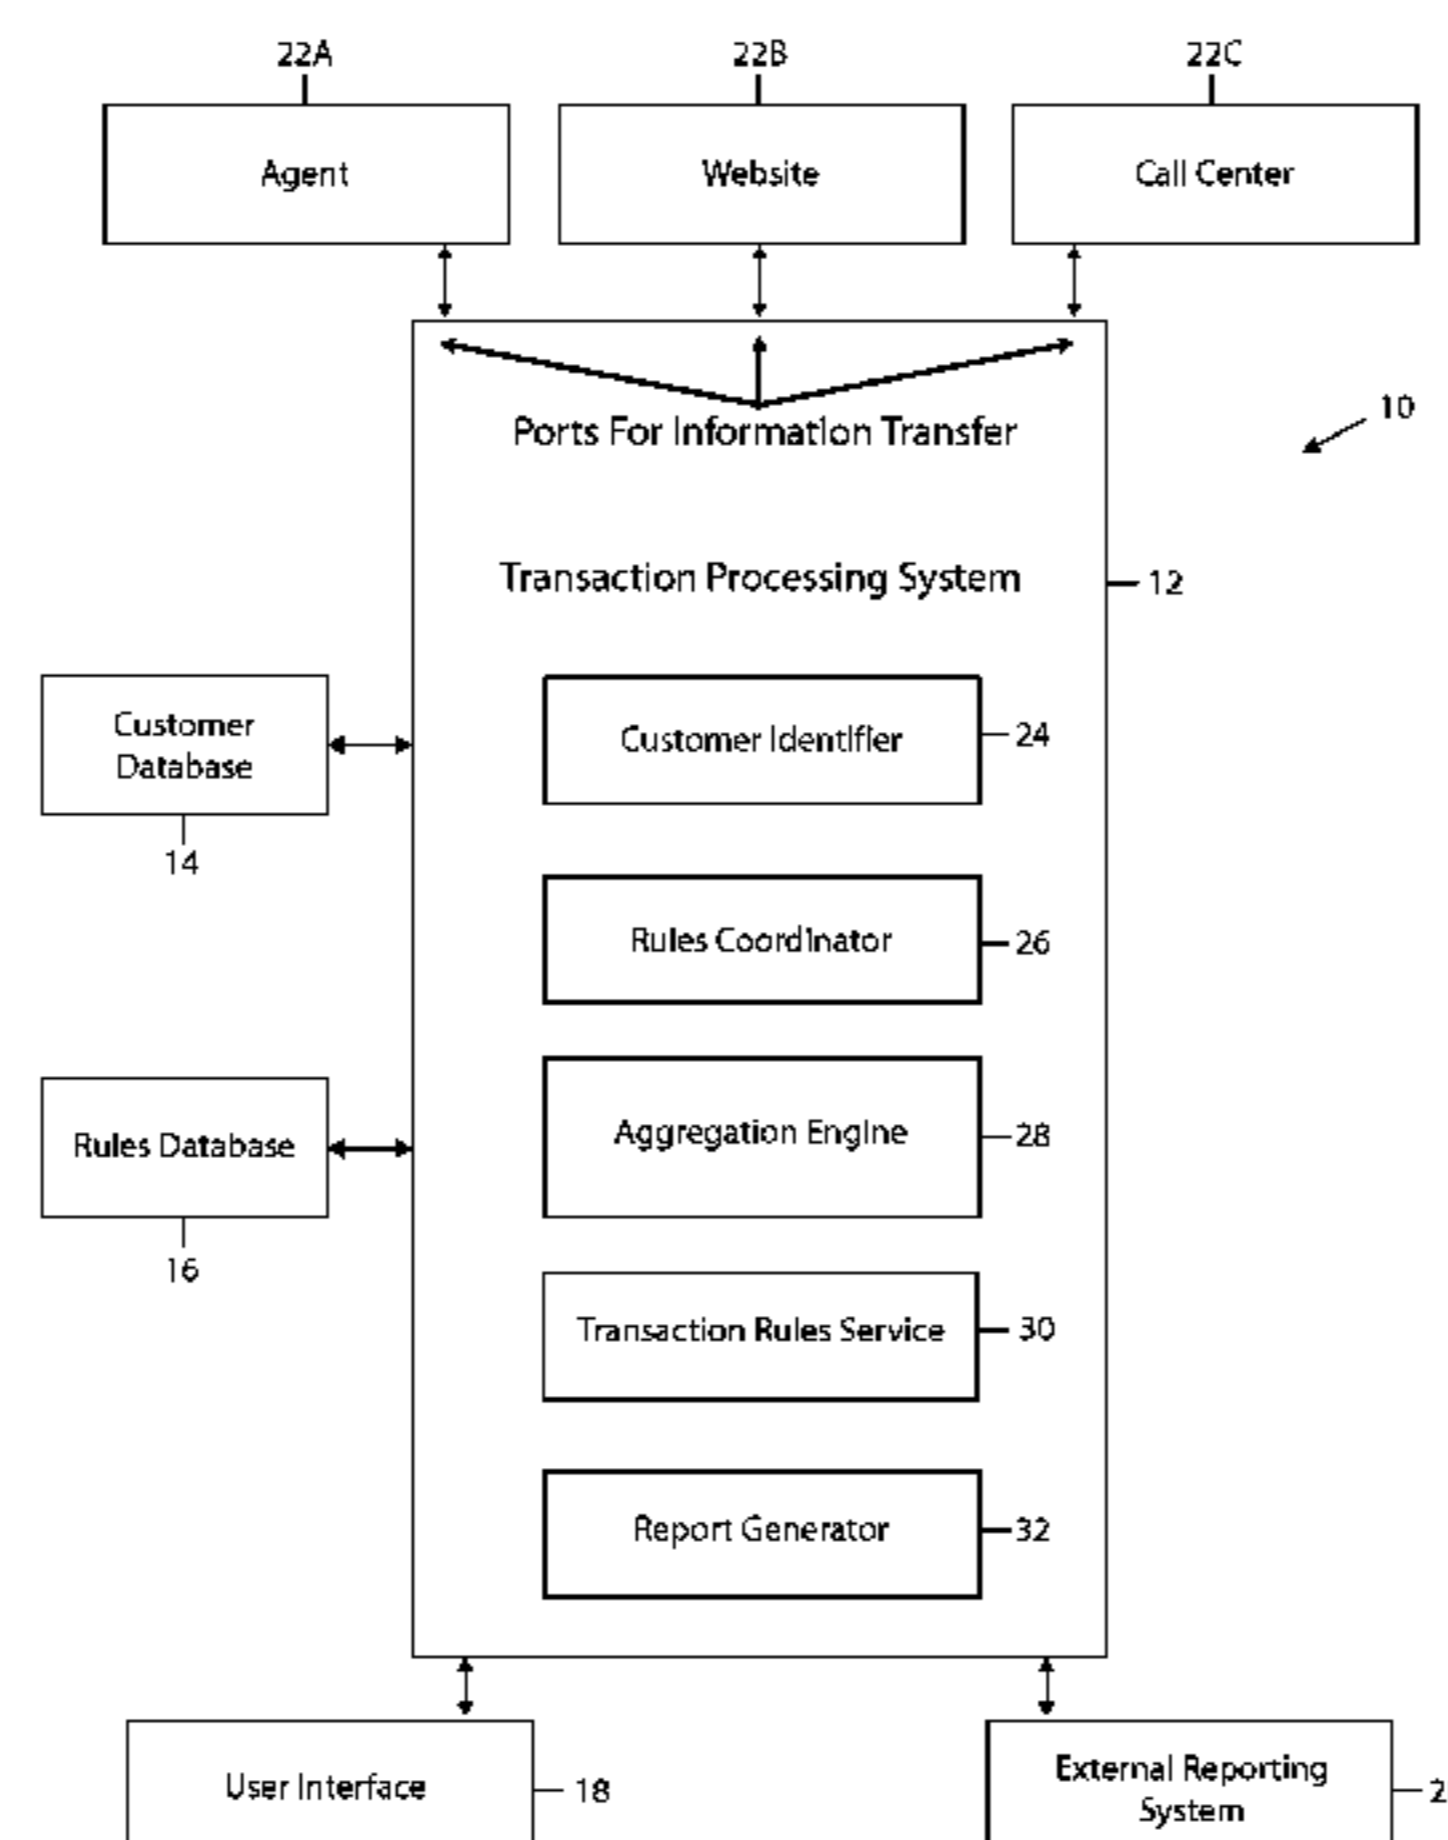 22A
22B
22C
Agent
Website
Call Center
Ports For Information Transfer
10
Transaction Processing System
12
Customer
Database
14
Customer Identifier
24
Rules Coordinator
26
Rules Database
16
Aggregation Engine
28
Transaction Rules Service
30
Report Generator
32
User Interface
18
External Reporting
System